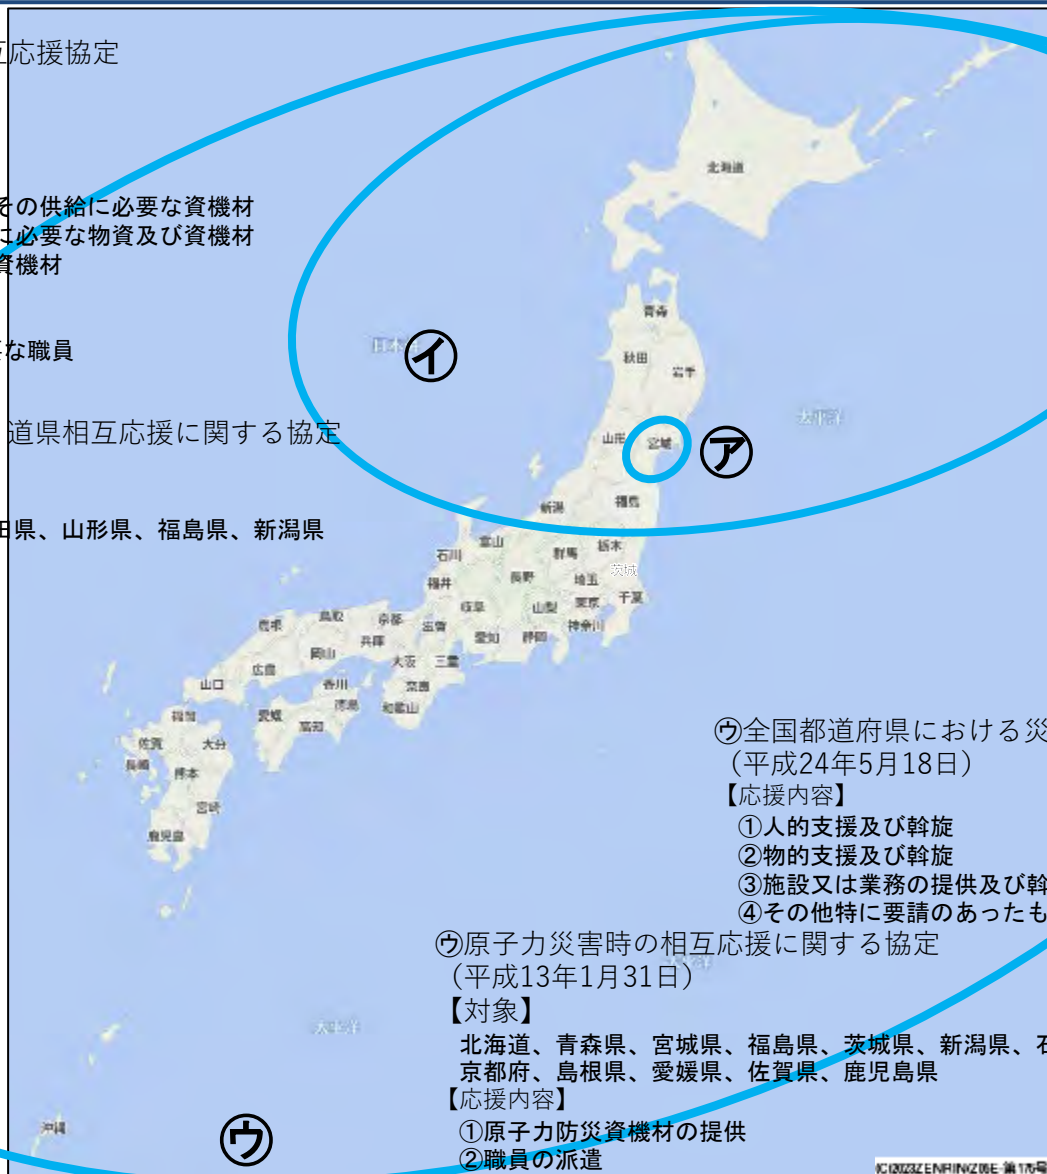 互応援協定
その供給に必要な資機材
に必要な物資及び資機材
資機材
な職員
道県相互応援に関する協定
田県、山形県、福島県、新潟県
北海道
青森
秋田
岩手
日本海
㋑
太平洋
山形
宮城
㋐
新潟
福島
富山
石川
群馬
栃木
茨城
福井
長野
埼玉
岐阜
山梨
東京
千葉
神奈川
島根
鳥取
京都
滋賀
愛知
静岡
兵庫
岡山
大阪
三重
広島
奈良
山口
香川
徳島
和歌山
福岡
愛媛
高知
佐賀
大分
長崎
熊本
宮崎
鹿児島
㋒全国都道府県における災
（平成24年5月18日）
【応援内容】
①人的支援及び斡旋
②物的支援及び斡旋
③施設又は業務の提供及び斡
④その他特に要請のあったも
㋒原子力災害時の相互応援に関する協定
（平成13年1月31日）
太平洋
【対象】
太平洋
北海道、青森県、宮城県、福島県、茨城県、新潟県、石
京都府、島根県、愛媛県、佐賀県、鹿児島県
【応援内容】
①原子力防災資機材の提供
②職員の派遣
沖縄
㋒